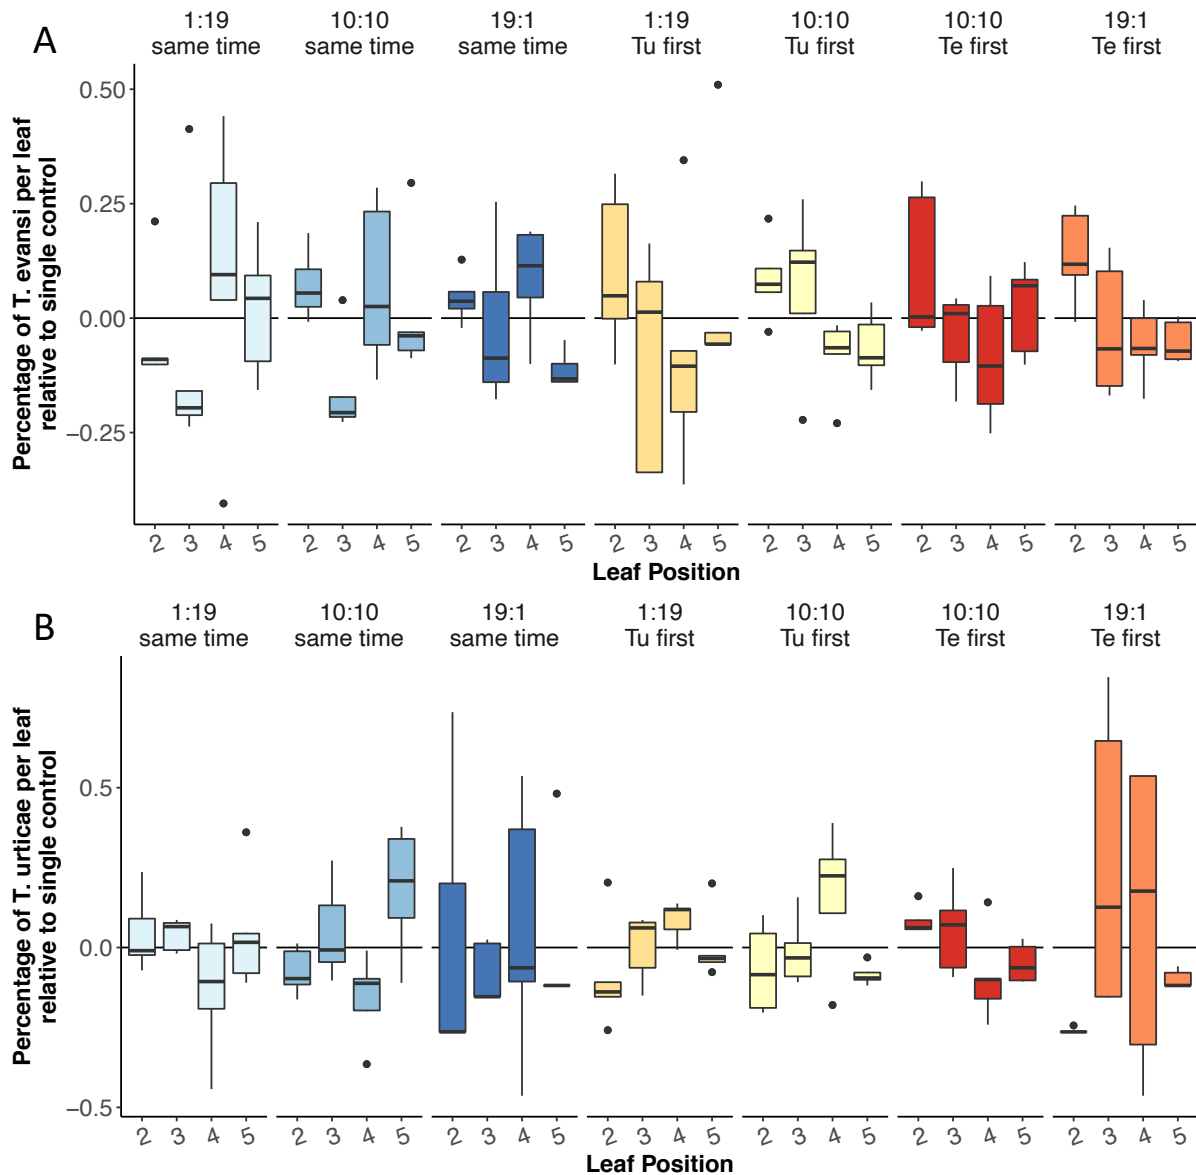 A
1:19 10:10 19:1 1:19 10:10 10:10 19:1
same time same time same time Tu first Tu first Te first Te first
Percentage of T. evansi per leaf
relative to single control
0.50
0.25
0.00
−0.25
2 3 4 5 2 3 4 5 2 3 4 5 2 3 4 5 2 3 4 5 2 3 4 5 2 3 4 5
Leaf Position
B
1:19 10:10 19:1 1:19 10:10 10:10 19:1
same time same time same time Tu first Tu first Te first Te first
Percentage of T. urticae per leaf
relative to single control
0.5
0.0
−0.5
2 3 4 5 2 3 4 5 2 3 4 5 2 3 4 5 2 3 4 5 2 3 4 5 2 3 4 5
Leaf Position